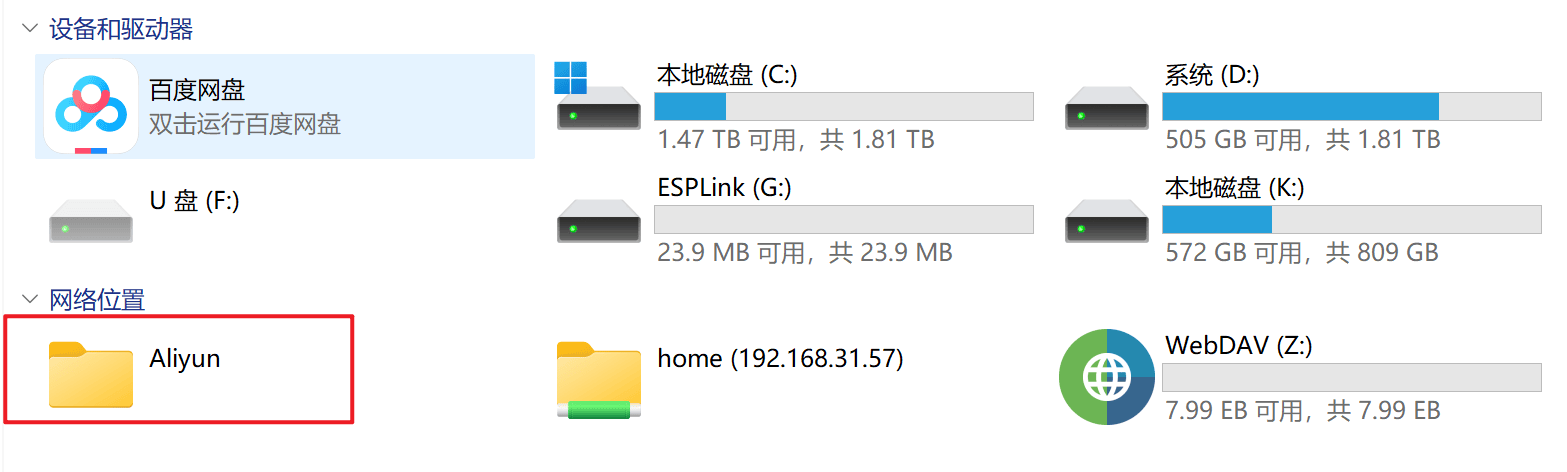 设备和驱动器
百度网盘
双击运行百度网盘
本地磁盘 (C:)
1.47 TB 可用，共 1.81 TB
系统 (D:)
505 GB 可用，共 1.81 TB
U 盘 (F:)
ESPLink (G:)
23.9 MB 可用，共 23.9 MB
本地磁盘 (K:)
572 GB 可用，共 809 GB
网络位置
Aliyun
home (192.168.31.57)
WebDAV (Z:)
7.99 EB 可用，共 7.99 EB